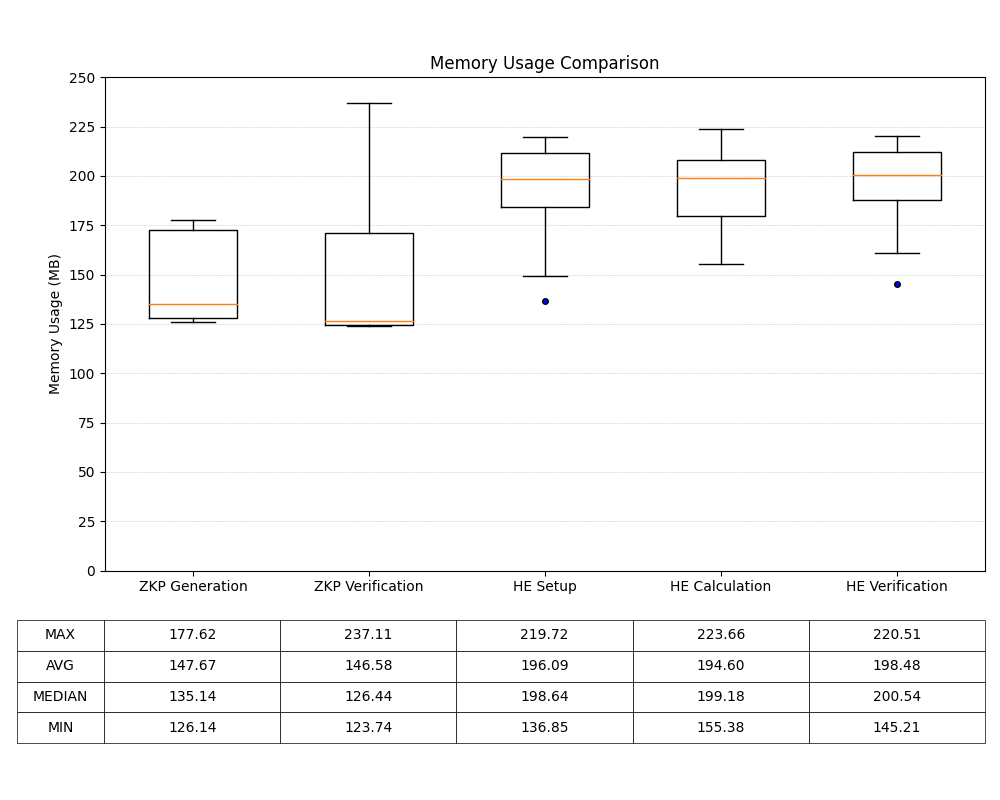 Memory Usage Comparison
Memory Usage (MB)
250
225
200
175
150
125
100
75
50
25
0
ZKP Generation ZKP Verification HE Setup HE Calculation HE Verification
MAX 177.62 237.11 219.72 223.66 220.51
AVG 147.67 146.58 196.09 194.60 198.48
MEDIAN 135.14 126.44 198.64 199.18 200.54
MIN 126.14 123.74 136.85 155.38 145.21